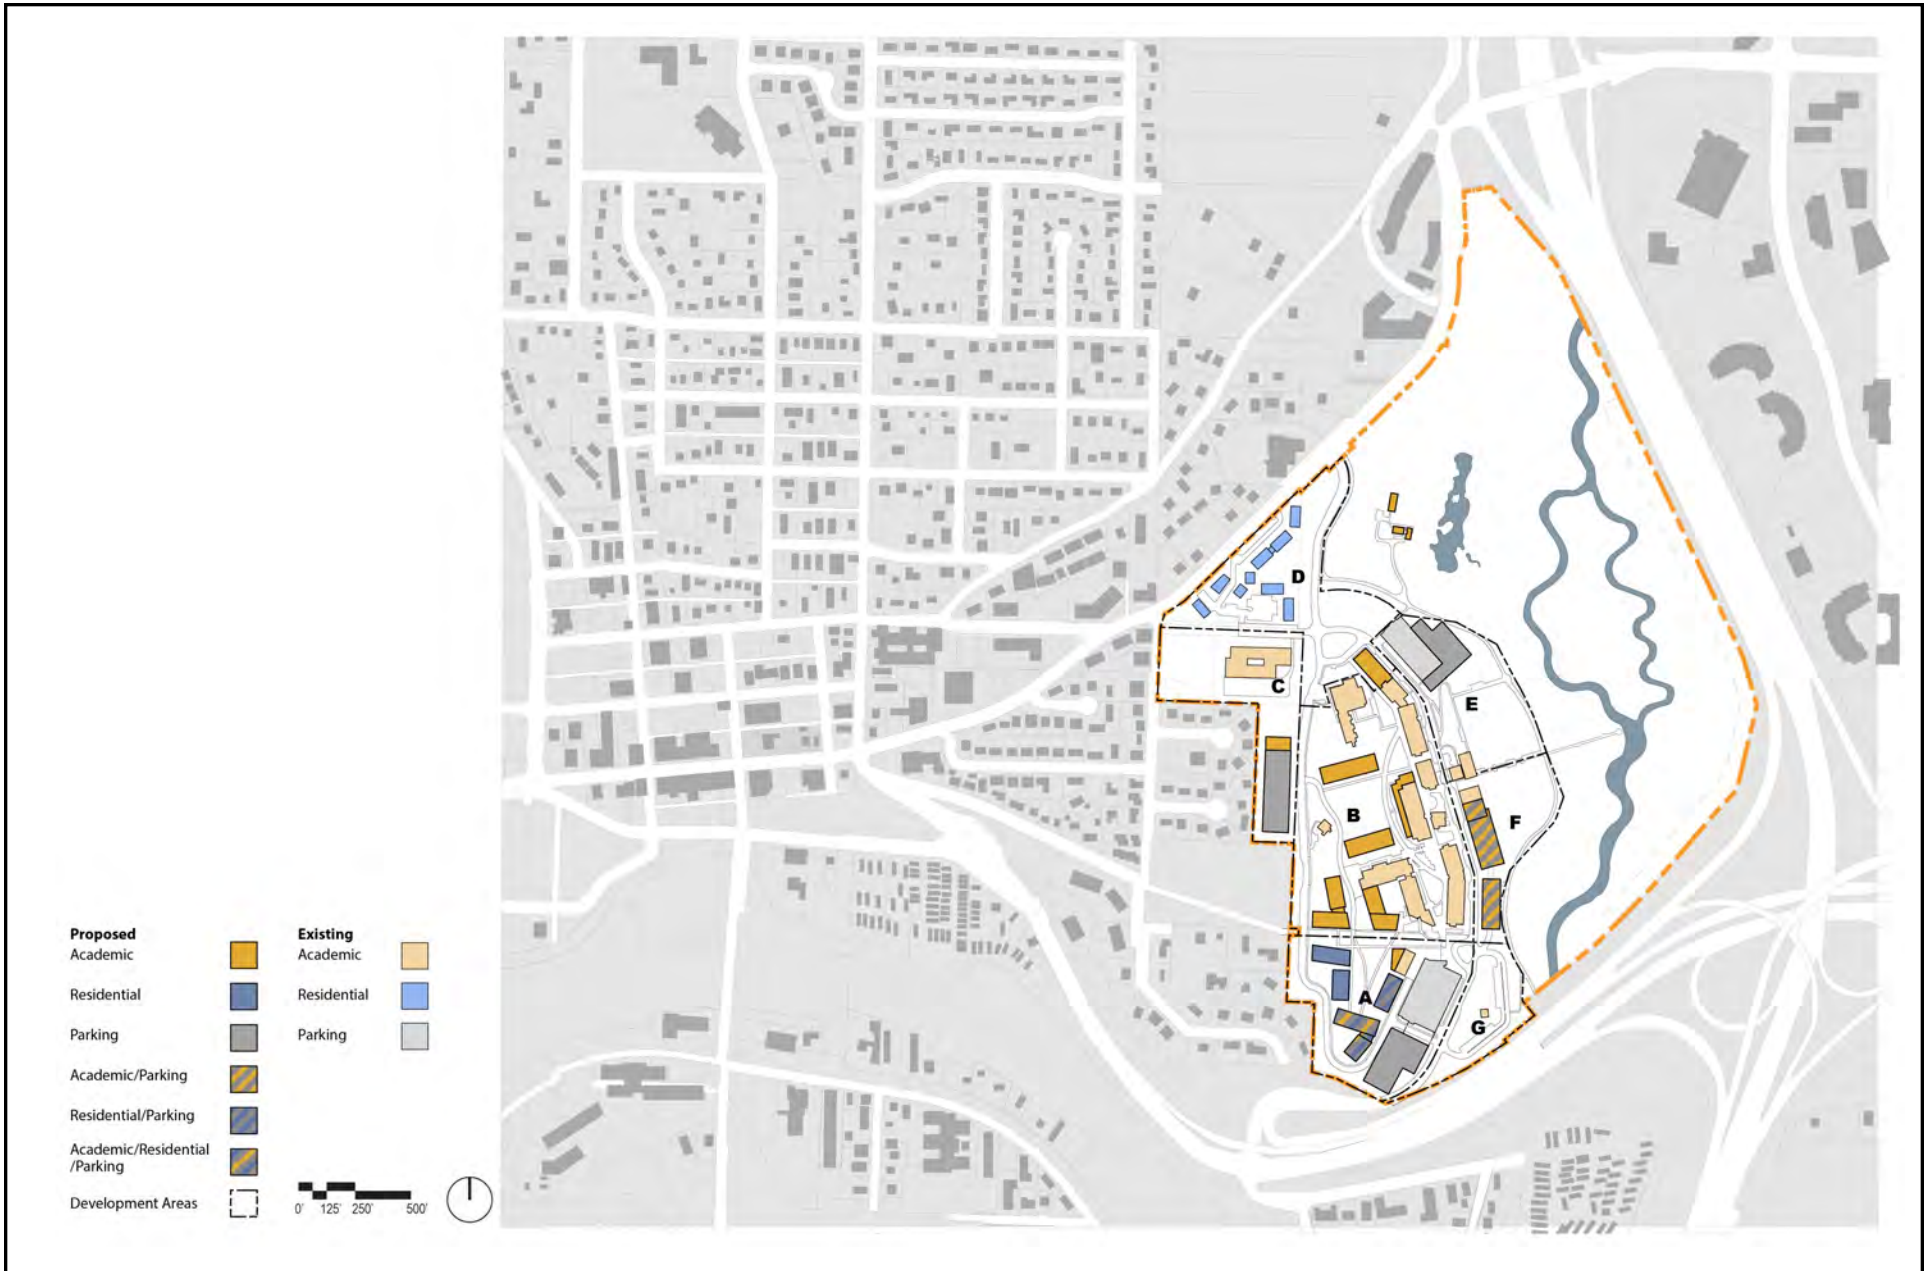 D
C
E
B
F
A
G
Proposed
Academic
Residential
Parking
Academic/Parking
Residential/Parking
Academic/Residential
/Parking
Development Areas
Existing
Academic
Residential
Parking
0' 125' 250' 500'